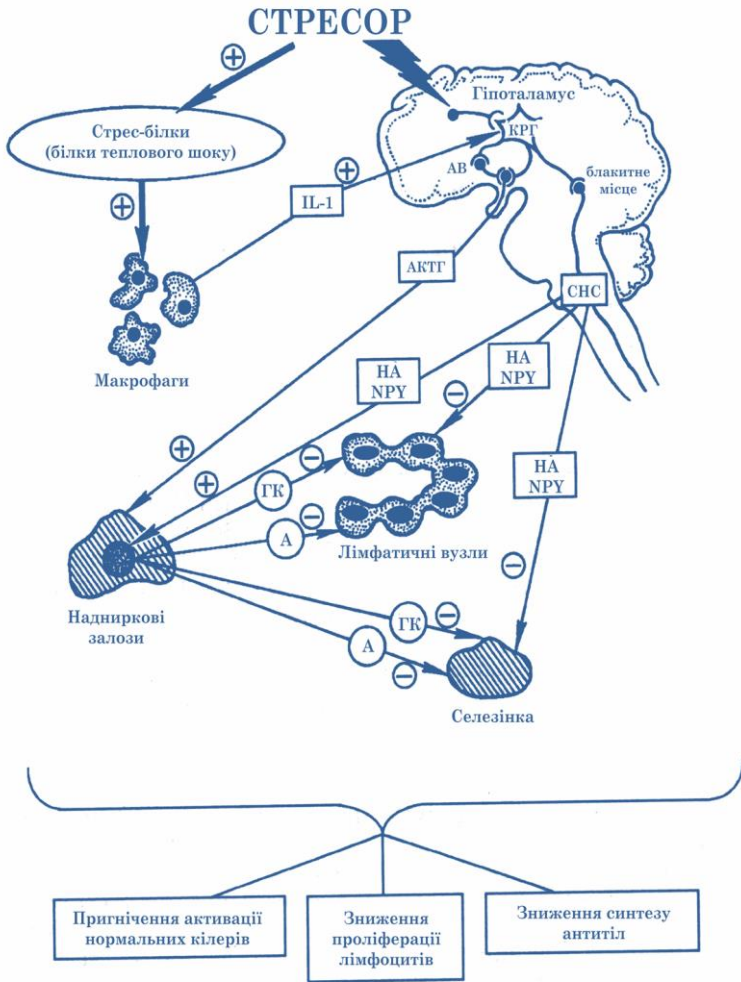 СТРЕСОР
+
Стрес-білки
(білки теплового шоку)
+
Гіпоталамус
КРГ
АВ
блакитне
місце
+
IL-1
АКТГ
СНС
Макрофаги
НА
NPY
НА
NPY
−
НА
NPY
+
+
ГК
−
А
−
Лімфатичні вузли
−
Надниркові
залози
ГК
−
А
−
Селезінка
Пригнічення активації
нормальних кілерів
Зниження
проліферації
лімфоцитів
Зниження синтезу
антитіл